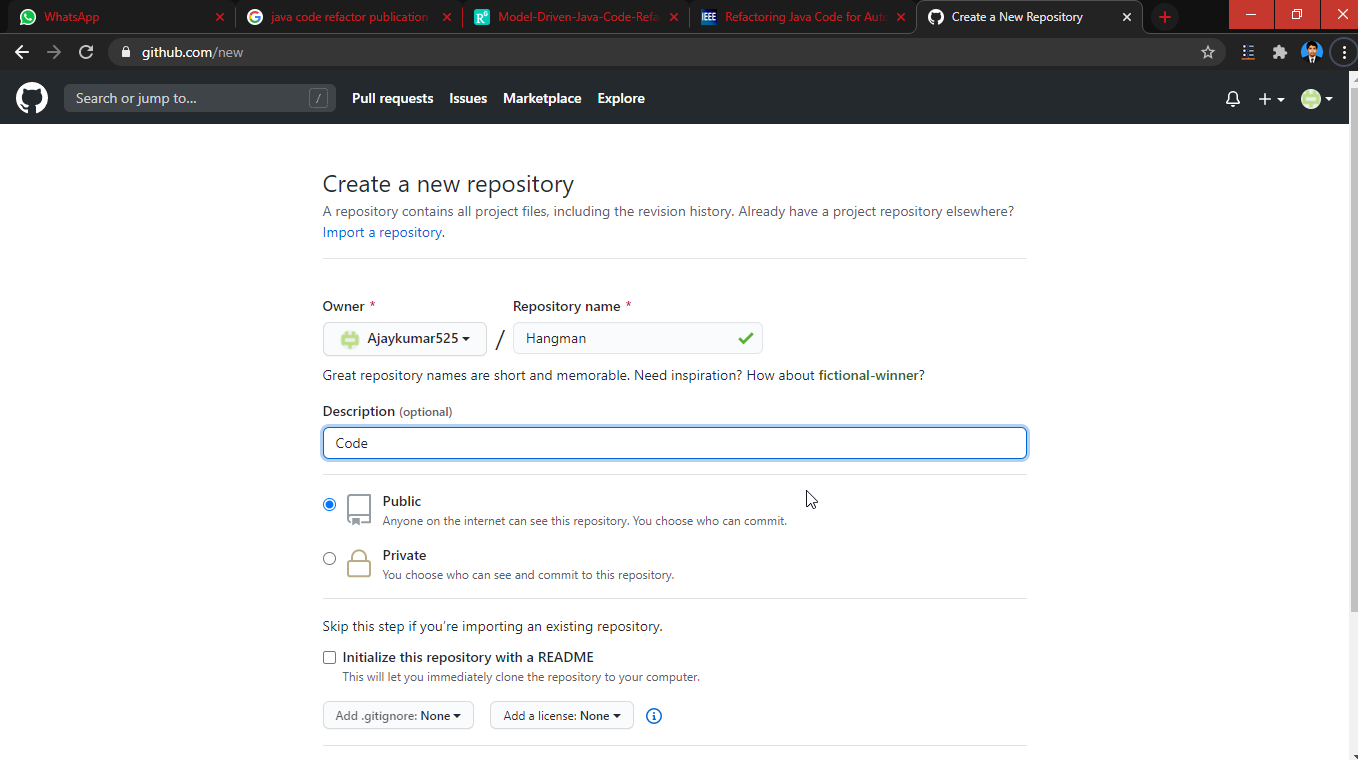 WhatsApp
java code refactor publication
Model-Driven-Java-Code-Refa
IEEE Refactoring Java Code for Auto
Create a New Repository
github.com/new
Search or jump to... / Pull requests Issues Marketplace Explore
Create a new repository
A repository contains all project files, including the revision history. Already have a project repository elsewhere?
Import a repository.
Owner * Repository name *
Ajaykumar525 / Hangman
Great repository names are short and memorable. Need inspiration? How about fictional-winner?
Description (optional)
Code
Public
Anyone on the internet can see this repository. You choose who can commit.
Private
You choose who can see and commit to this repository.
Skip this step if you're importing an existing repository.
Initialize this repository with a README
This will let you immediately clone the repository to your computer.
Add .gitignore: None Add a license: None